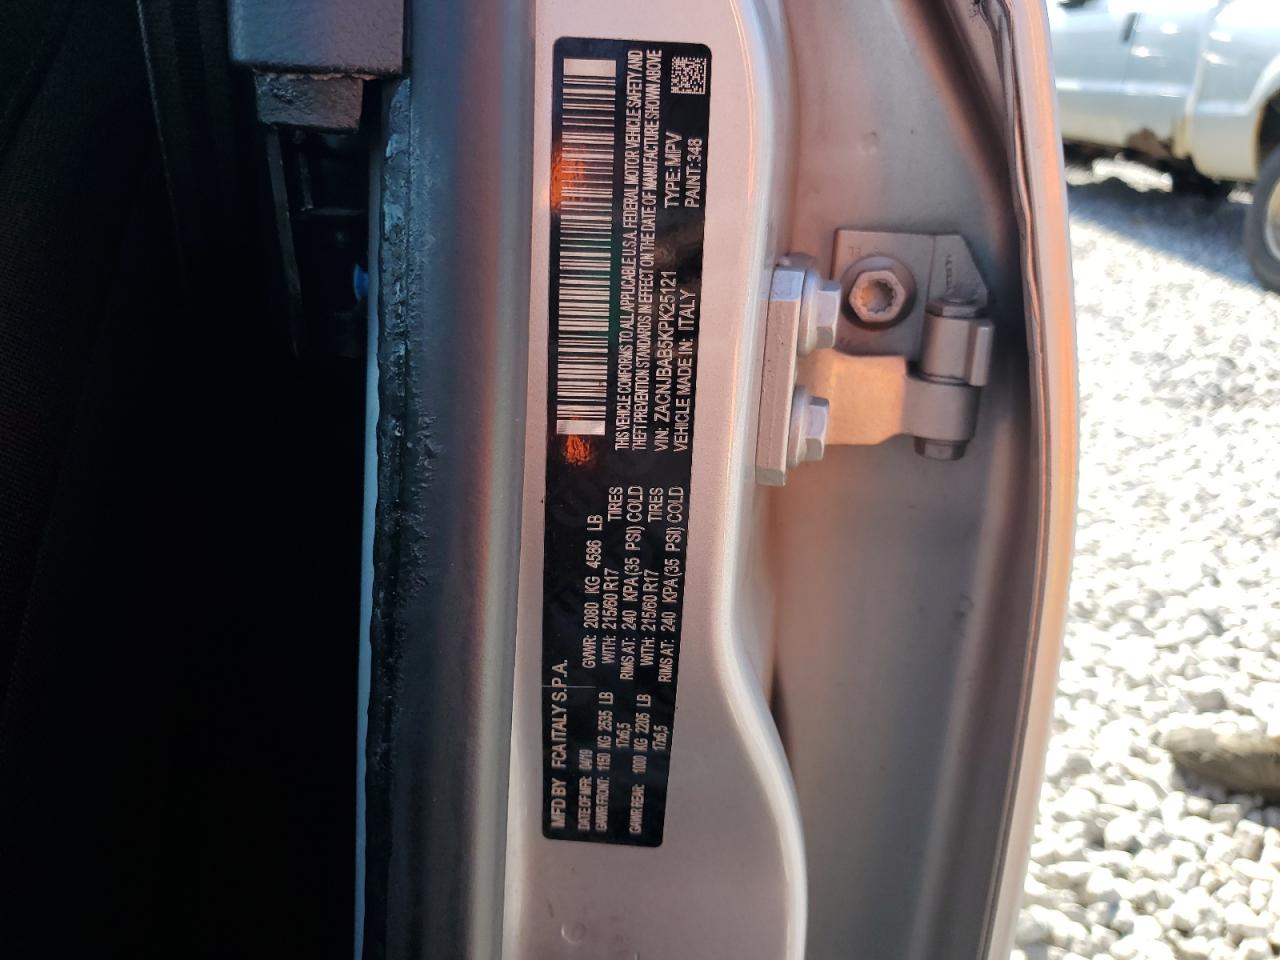 MFD BY FCA ITALY S.P.A.
DATE OF MFR: 04/19 GVWR: 2080 KG 4586 LB
GAWR FRONT: 1150 KG 2535 LB WITH: 215/60 R17 TIRES
17x6,5 RIMS AT: 240 KPA(35 PSI) COLD
GAWR REAR: 1000 KG 2205 LB WITH: 215/60 R17 TIRES
17x6,5 RIMS AT: 240 KPA(35 PSI) COLD
THIS VEHICLE CONFORMS TO ALL APPLICABLE U.S.A. FEDERAL MOTOR VEHICLE SAFETY AND
THEFT PREVENTION STANDARDS IN EFFECT ON THE DATE OF MANUFACTURE SHOWN ABOVE
VIN: ZACNJBAB5KPK25121 TYPE: MPV
VEHICLE MADE IN: ITALY PAINT: 348